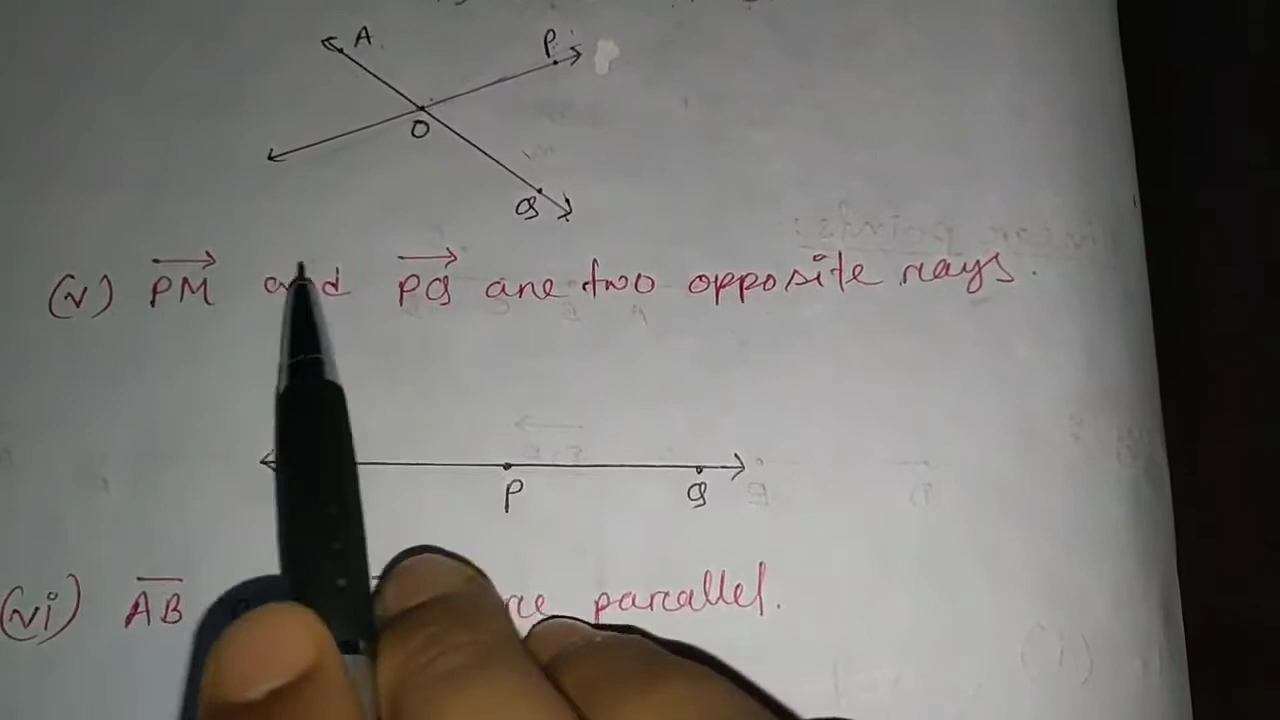 A.
P
O
Q
(v) PM and PQ are two opposite rays.
P
Q
(vi) AB
parallel.